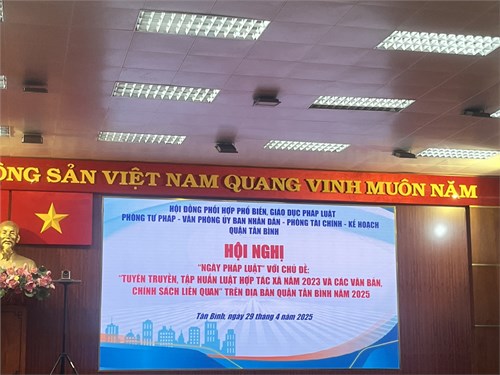 ỘNG SẢN VIỆT NAM QUANG VINH MUÔN NĂM
HỘI ĐỒNG PHỐI HỢP PHỔ BIẾN, GIÁO DỤC PHÁP LUẬT
PHÒNG TƯ PHÁP - VĂN PHÒNG ỦY BAN NHÂN DÂN - PHÒNG TÀI CHÍNH - KẾ HOẠCH
QUẬN TÂN BÌNH
HỘI NGHỊ
"NGÀY PHÁP LUẬT" VỚI CHỦ ĐỀ:
"TUYÊN TRUYỀN, TẬP HUẤN LUẬT HỢP TÁC XÃ NĂM 2023 VÀ CÁC VĂN BẢN,
CHÍNH SÁCH LIÊN QUAN" TRÊN ĐỊA BÀN QUẬN TÂN BÌNH NĂM 2025
Tân Bình, ngày 29 tháng 4 năm 2025